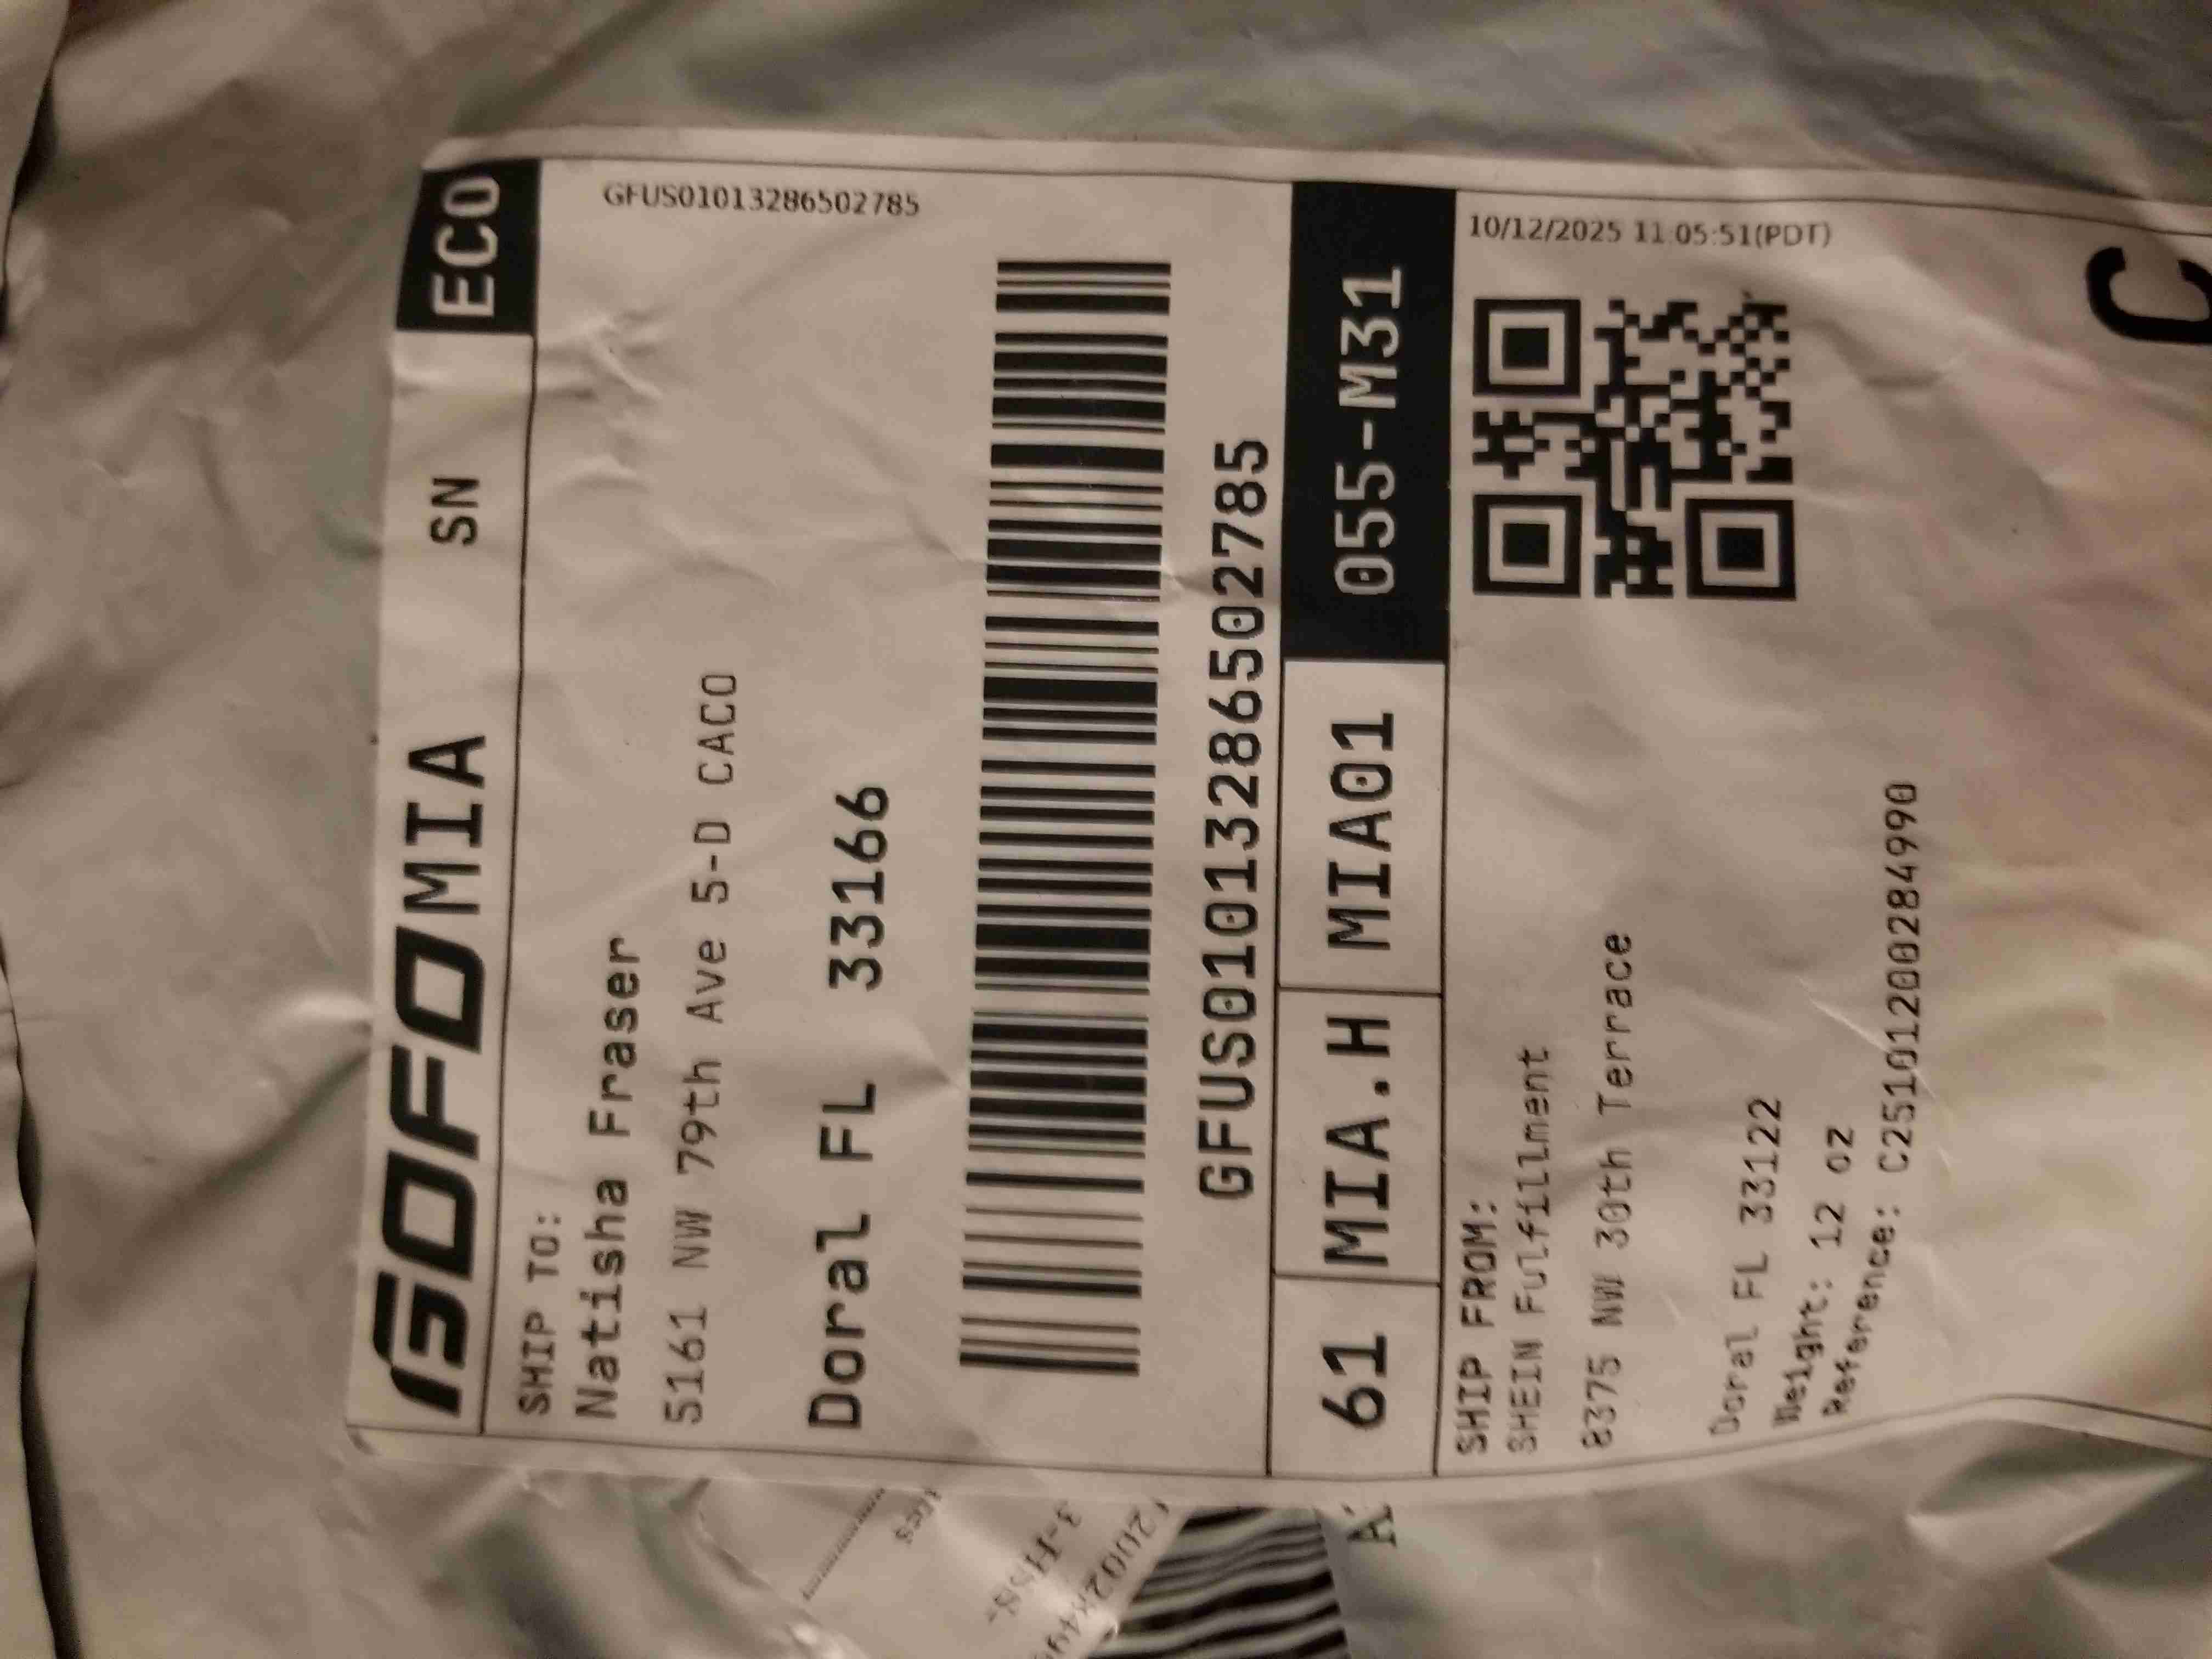 GOFO MIA SN ECO
GFUS01013286502785
SHIP TO:
Natisha Fraser
5161 NW 79th Ave 5-D CACO
Doral FL 33166
GFUS01013286502785
61 MIA.H MIA01 055-M31
10/12/2025 11:05:51(PDT)
SHIP FROM:
SHEIN Fulfillment
8375 NW 30th Terrace
Doral FL 33122
Weight: 12 oz
Reference: C2510120028499​0
C